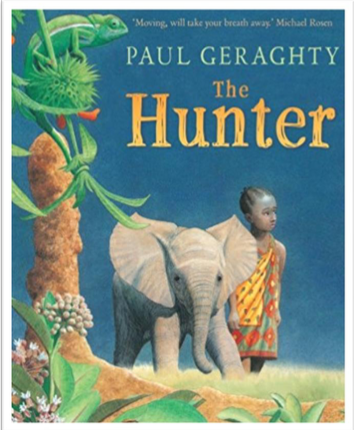 'Moving, will take your breath away.' Michael Rosen
PAUL GERAGHTY
The
Hunter